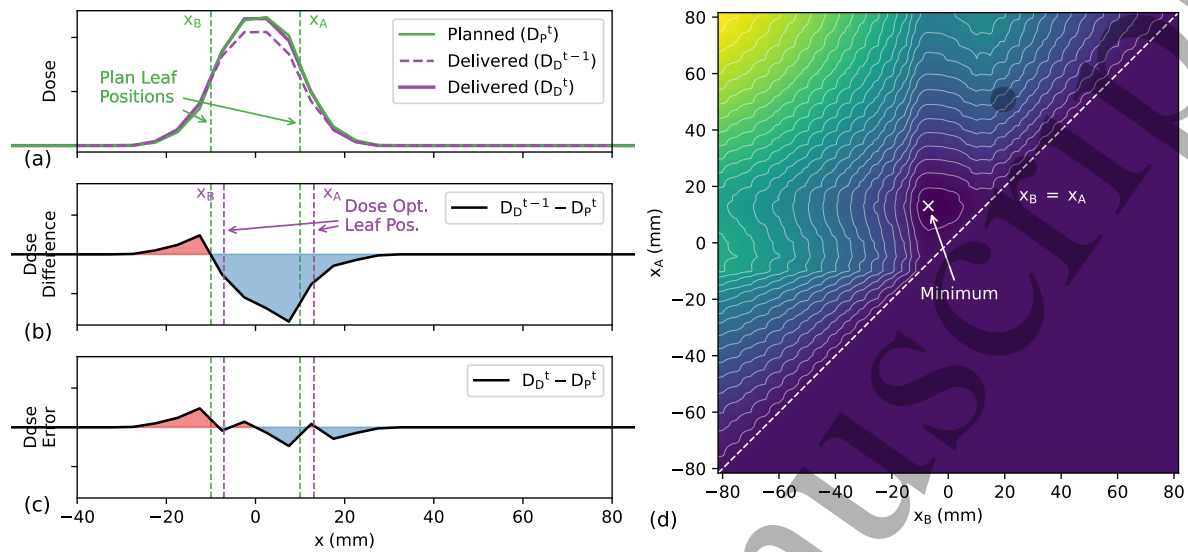 x_B
x_A
Planned (D_P^t)
Delivered (D_D^{t−1})
Delivered (D_D^t)
Plan Leaf
Positions
Dose
(a)
x_B
x_A
D_D^{t−1} − D_P^t
Dose Opt.
Leaf Pos.
Dose
Difference
(b)
D_D^t − D_P^t
Dose
Error
(c)
−40 −20 0 20 40 60 80
x (mm)
80
60
40
20
0
−20
−40
−60
−80
x_A (mm)
x_B = x_A
Minimum
−80 −60 −40 −20 0 20 40 60 80
x_B (mm)
(d)